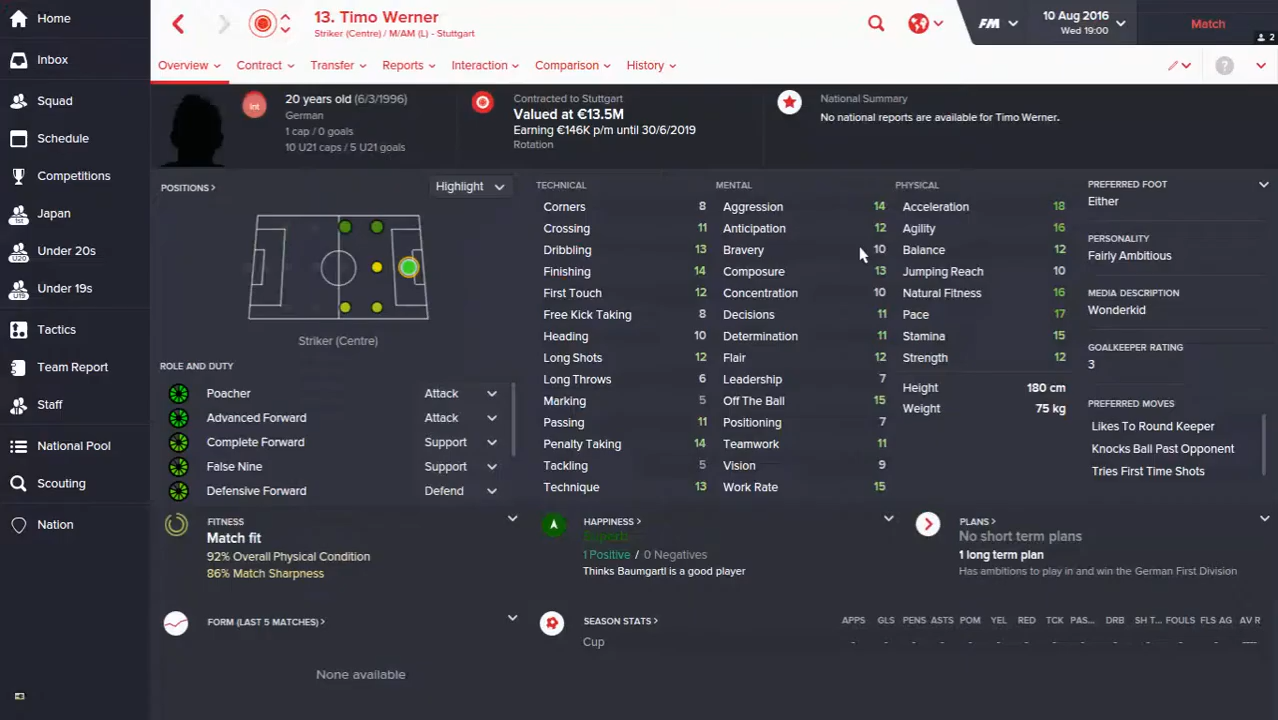 Home
Inbox
Squad
Schedule
Competitions
Japan
1st
Under 20s
U20
Under 19s
U19
Tactics
Team Report
Staff
National Pool
Scouting
Nation
13. Timo Werner
Striker (Centre) / M/AM (L) - Stuttgart
FM
10 Aug 2016
Wed 19:00
Match
2
Overview
Contract
Transfer
Reports
Interaction
Comparison
History
?
Int
20 years old (6/3/1996)
German
1 cap / 0 goals
10 U21 caps / 5 U21 goals
Contracted to Stuttgart
Valued at €13.5M
Earning €146K p/m until 30/6/2019
Rotation
National Summary
No national reports are available for Timo Werner.
POSITIONS >
Highlight
Striker (Centre)
ROLE AND DUTY
Poacher Attack
Advanced Forward Attack
Complete Forward Support
False Nine Support
Defensive Forward Defend
TECHNICAL
Corners 8
Crossing 11
Dribbling 13
Finishing 14
First Touch 12
Free Kick Taking 8
Heading 10
Long Shots 12
Long Throws 6
Marking 5
Passing 11
Penalty Taking 14
Tackling 5
Technique 13
MENTAL
Aggression 14
Anticipation 12
Bravery 10
Composure 13
Concentration 10
Decisions 11
Determination 11
Flair 12
Leadership 7
Off The Ball 15
Positioning 7
Teamwork 11
Vision 9
Work Rate 15
PHYSICAL
Acceleration 18
Agility 16
Balance 12
Jumping Reach 10
Natural Fitness 16
Pace 17
Stamina 15
Strength 12
Height 180 cm
Weight 75 kg
PREFERRED FOOT
Either
PERSONALITY
Fairly Ambitious
MEDIA DESCRIPTION
Wonderkid
GOALKEEPER RATING
3
PREFERRED MOVES
Likes To Round Keeper
Knocks Ball Past Opponent
Tries First Time Shots
FITNESS
Match fit
92% Overall Physical Condition
86% Match Sharpness
HAPPINESS >
Superb
1 Positive / 0 Negatives
Thinks Baumgartl is a good player
PLANS >
No short term plans
1 long term plan
Has ambitions to play in and win the German First Division
FORM (LAST 5 MATCHES) >
None available
SEASON STATS >
APPS GLS PENS ASTS POM YEL RED TCK PAS... DRB SH T... FOULS FLS AG AV R
Cup - - - - - - - - - - - - - ---